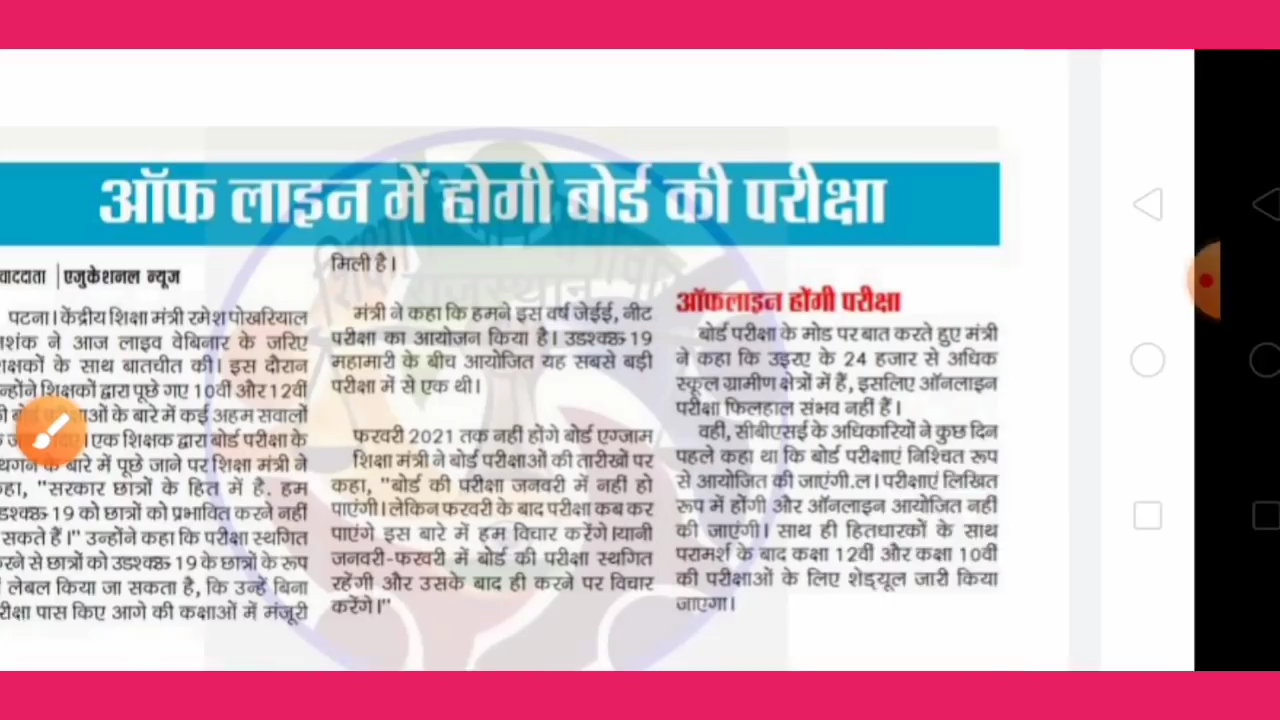 ऑफ लाइन में होगी बोर्ड की परीक्षा
एजुकेशनल न्यूज
पटना। केंद्रीय शिक्षा मंत्री रमेश पोखरियाल
ने आज लाइव वेबिनार के जरिए
के साथ बातचीत की। इस दौरान
शिक्षकों द्वारा पूछे गए 10वीं और 12वीं
के बारे में कई अहम सवालों
। एक शिक्षक द्वारा बोर्ड परीक्षा के
के बारे में पूछे जाने पर शिक्षा मंत्री ने
"सरकार छात्रों के हित में है. हम
19 को छात्रों को प्रभावित करने नहीं
सकते हैं।" उन्होंने कहा कि परीक्षा स्थगित
से छात्रों को उडश्वऊ 19 के छात्रों के रूप
लेबल किया जा सकता है, कि उन्हें बिना
पास किए आगे की कक्षाओं में मंजूरी
मिली है।
मंत्री ने कहा कि हमने इस वर्ष जेईई, नीट
परीक्षा का आयोजन किया है। उडश्वऊ 19
महामारी के बीच आयोजित यह सबसे बड़ी
परीक्षा में से एक थी।
फरवरी 2021 तक नहीं होंगे बोर्ड एग्जाम
शिक्षा मंत्री ने बोर्ड परीक्षाओं की तारीखों पर
कहा, "बोर्ड की परीक्षा जनवरी में नहीं हो
पाएंगी। लेकिन फरवरी के बाद परीक्षा कब कर
पाएंगे इस बारे में हम विचार करेंगे।यानी
जनवरी-फरवरी में बोर्ड की परीक्षा स्थगित
रहेंगी और उसके बाद ही करने पर विचार
करेंगे।"
ऑफलाइन होंगी परीक्षा
बोर्ड परीक्षा के मोड पर बात करते हुए मंत्री
ने कहा कि उइरए के 24 हजार से अधिक
स्कूल ग्रामीण क्षेत्रों में हैं, इसलिए ऑनलाइन
परीक्षा फिलहाल संभव नहीं हैं।
वहीं, सीबीएसई के अधिकारियों ने कुछ दिन
पहले कहा था कि बोर्ड परीक्षाएं निश्चित रूप
से आयोजित की जाएंगी.ल। परीक्षाएं लिखित
रूप में होंगी और ऑनलाइन आयोजित नहीं
की जाएंगी। साथ ही हितधारकों के साथ
परामर्श के बाद कक्षा 12वीं और कक्षा 10वीं
की परीक्षाओं के लिए शेड्यूल जारी किया
जाएगा।